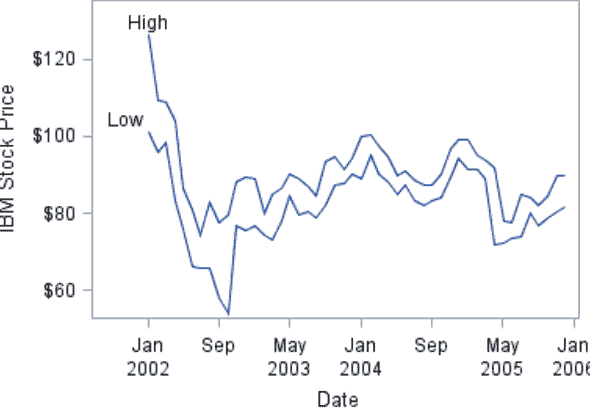 High
Low
$120
$100
$80
$60
IBM Stock Price
Jan Sep May Jan Sep May Jan
2002 2003 2004 2005 2006
Date